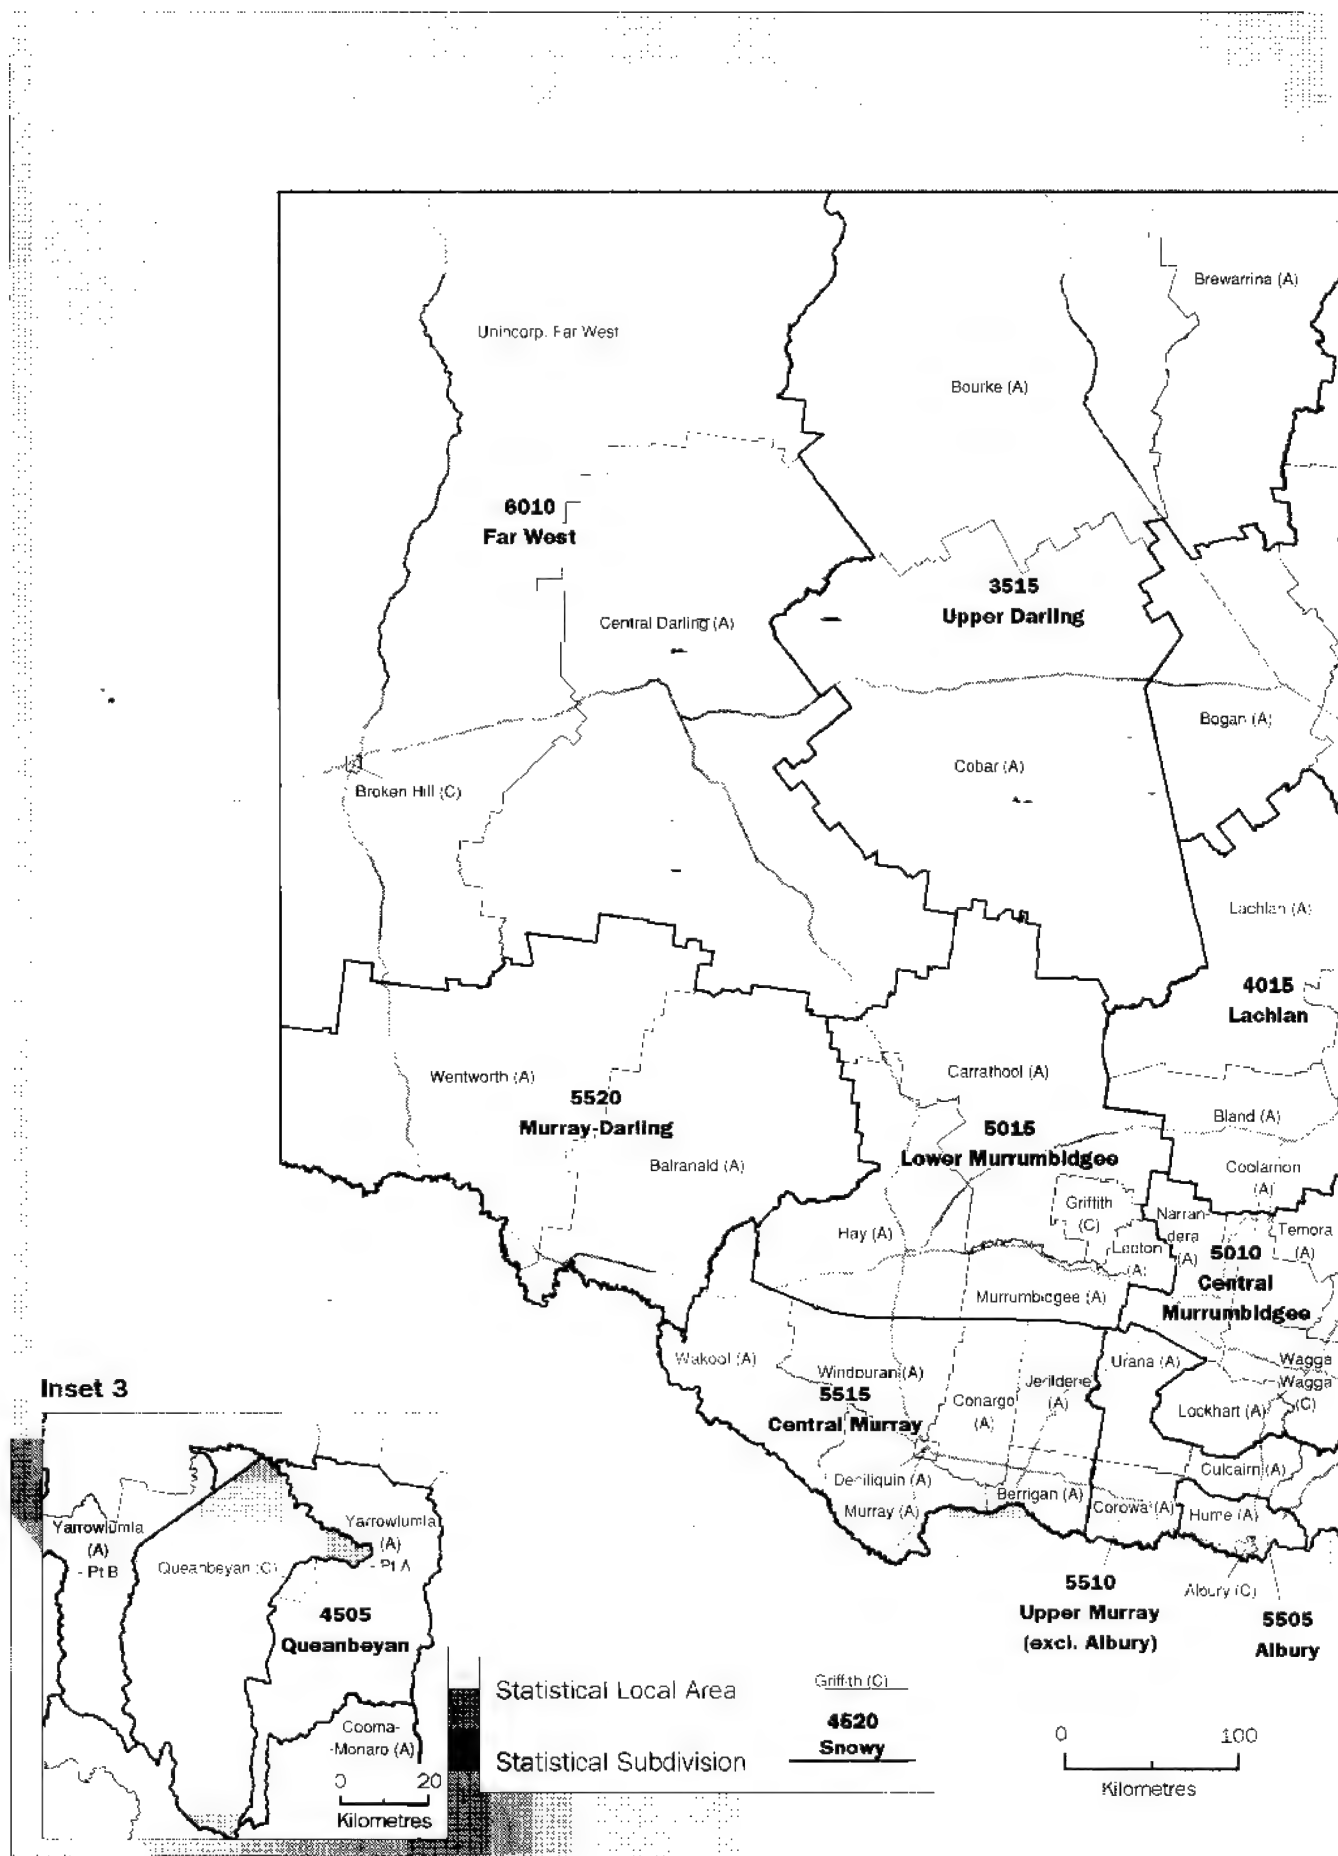 Brewarrina (A)
Unincorp. Far West
Bourke (A)
6010
Far West
3515
Upper Darling
Central Darling (A)
Bogan (A)
Cobar (A)
Broken Hill (C)
Lachlan (A)
4015
Lachlan
Carrathool (A)
Wentworth (A)
5520
Murray-Darling
Bland (A)
5015
Lower Murrumbidgee
Balranald (A)
Coolamon
(A)
Griffith
(C)
Narran-
dera
(A)
Temora
(A)
Hay (A)
Leeton
(A)
5010
Central
Murrumbidgee
Murrumbidgee (A)
Wakool (A)
Windouran (A)
Urana (A)
Wagga
Wagga
(C)
Jerilderie
(A)
5515
Central Murray
Conargo
(A)
Lockhart (A)
Culcairn (A)
Deniliquin (A)
Berrigan (A)
Murray (A)
Corowa (A)
Hume (A)
5510
Upper Murray
(excl. Albury)
Albury (C)
5505
Albury
Inset 3
Yarrowlumla
(A)
- Pt B
Yarrowlumla
(A)
- Pt A
Queanbeyan (C)
4505
Queanbeyan
Cooma-
-Monaro (A)
0 20
Kilometres
Statistical Local Area
Griffith (C)
4520
Snowy
Statistical Subdivision
0 100
Kilometres